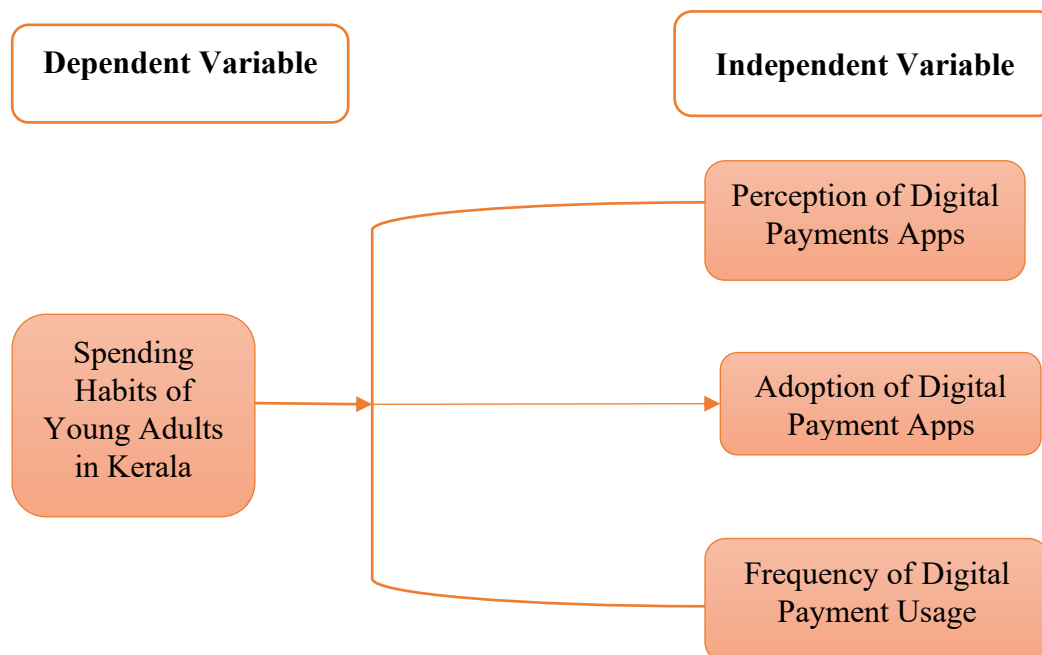 Dependent Variable
Independent Variable
Perception of Digital
Payments Apps
Spending
Habits of
Young Adults
in Kerala
Adoption of Digital
Payment Apps
Frequency of Digital
Payment Usage